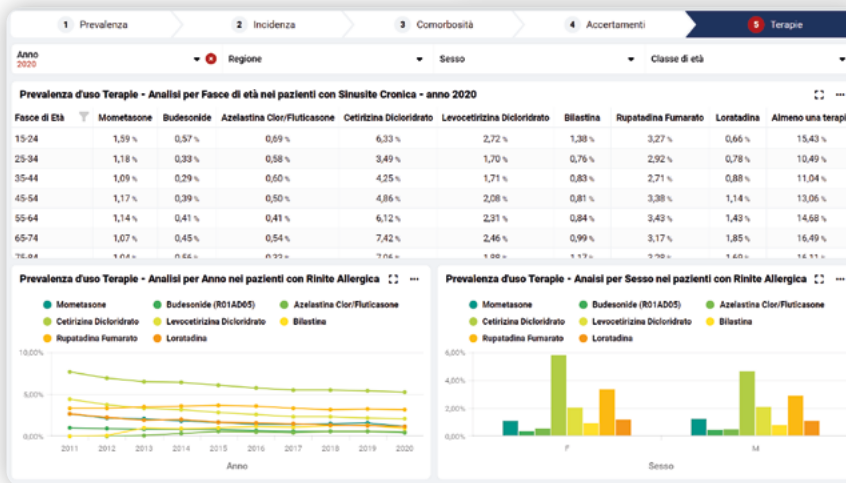 1 Prevalenza 2 Incidenza 3 Comorbosità 4 Accertamenti 5 Terapie
Anno Regione Sesso Classe di età
2020
Prevalenza d'uso Terapie - Analisi per Fasce di età nei pazienti con Sinusite Cronica - anno 2020
Fasce di Età Mometasone Budesonide Azelastina Clor/Fluticasone Cetirizina Dicloridrato Levocetirizina Dicloridrato Bilastina Rupatadina Fumarato Loratadina Almeno una terapi
15-24 1,59 % 0,57 % 0,69 % 6,33 % 2,72 % 1,38 % 3,27 % 0,66 % 15,43 %
25-34 1,18 % 0,33 % 0,58 % 3,49 % 1,70 % 0,76 % 2,92 % 0,78 % 10,49 %
35-44 1,09 % 0,29 % 0,60 % 4,25 % 1,71 % 0,83 % 2,71 % 0,88 % 11,04 %
45-54 1,17 % 0,39 % 0,50 % 4,86 % 2,08 % 0,81 % 3,38 % 1,14 % 13,06 %
55-64 1,14 % 0,41 % 0,41 % 6,12 % 2,31 % 0,84 % 3,43 % 1,43 % 14,68 %
65-74 1,07 % 0,45 % 0,54 % 7,42 % 2,46 % 0,99 % 3,17 % 1,85 % 16,49 %
75-84
Prevalenza d'uso Terapie - Analisi per Anno nei pazienti con Rinite Allergica
Mometasone Budesonide (R01AD05) Azelastina Clor/Fluticasone
Cetirizina Dicloridrato Levocetirizina Dicloridrato Bilastina
Rupatadina Fumarato Loratadina
10,00%
5,00%
0,00%
2011 2012 2013 2014 2015 2016 2017 2018 2019 2020
Anno
Prevalenza d'uso Terapie - Anaisi per Sesso nei pazienti con Rinite Allergica
Mometasone Budesonide (R01AD05) Azelastina Clor/Fluticasone
Cetirizina Dicloridrato Levocetirizina Dicloridrato Bilastina
Rupatadina Fumarato Loratadina
6,00%
4,00%
2,00%
0,00%
F M
Sesso